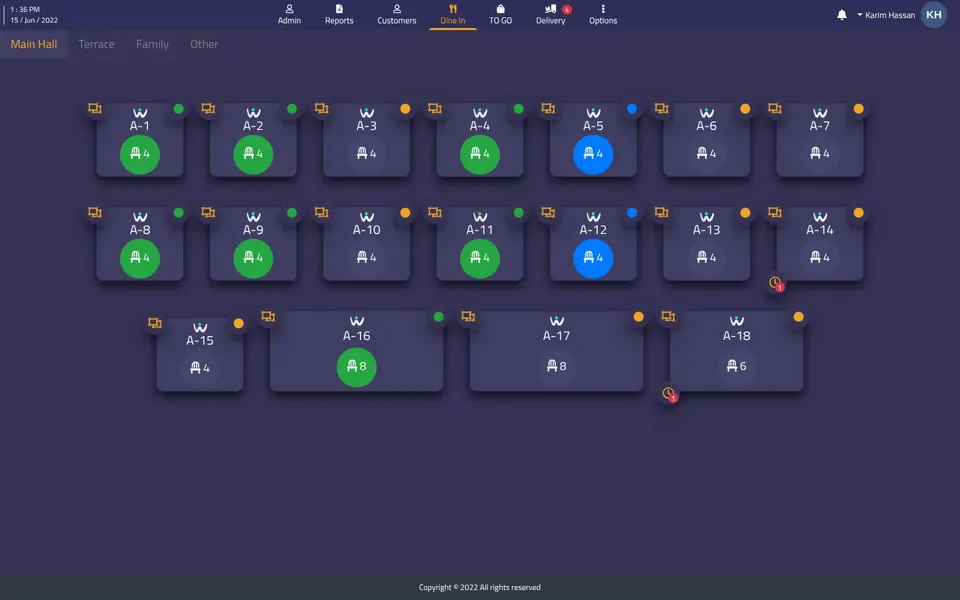 1 : 36 PM
15 / Jun / 2022
Admin
Reports
Customers
Dine In
TO GO
4
Delivery
Options
Karim Hassan
KH
Main Hall
Terrace
Family
Other
A-1
4
A-2
4
A-3
4
A-4
4
A-5
4
A-6
4
A-7
4
A-8
4
A-9
4
A-10
4
A-11
4
A-12
4
A-13
4
A-14
4
1
A-15
4
A-16
8
A-17
8
A-18
6
1
Copyright © 2022 All rights reserved